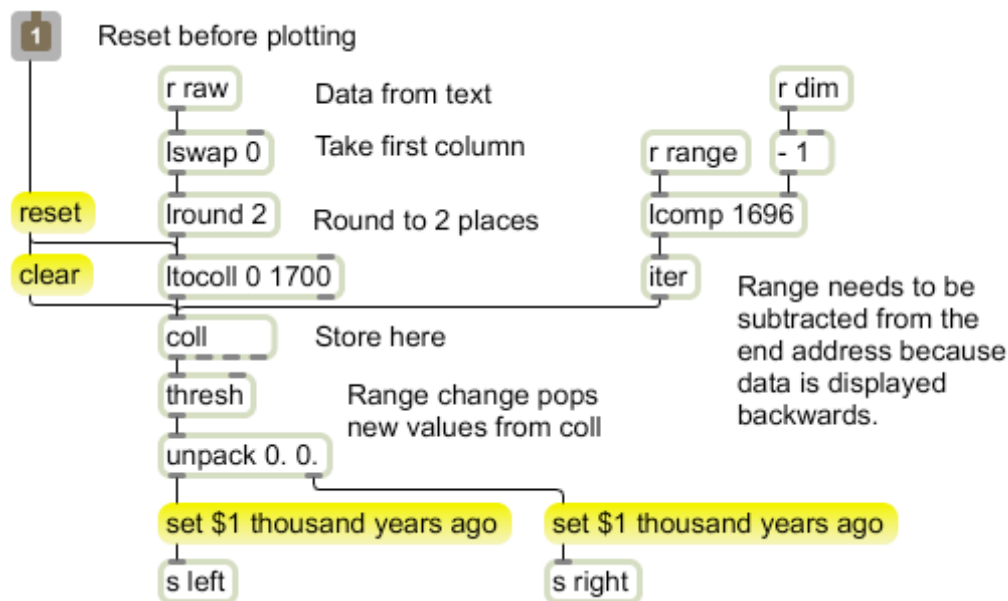 1
Reset before plotting
r raw
Data from text
r dim
lswap 0
Take first column
r range
- 1
reset
lround 2
Round to 2 places
lcomp 1696
clear
ltocoll 0 1700
iter
Range needs to be
subtracted from the
end address because
data is displayed
backwards.
coll
Store here
thresh
Range change pops
new values from coll
unpack 0. 0.
set $1 thousand years ago
set $1 thousand years ago
s left
s right